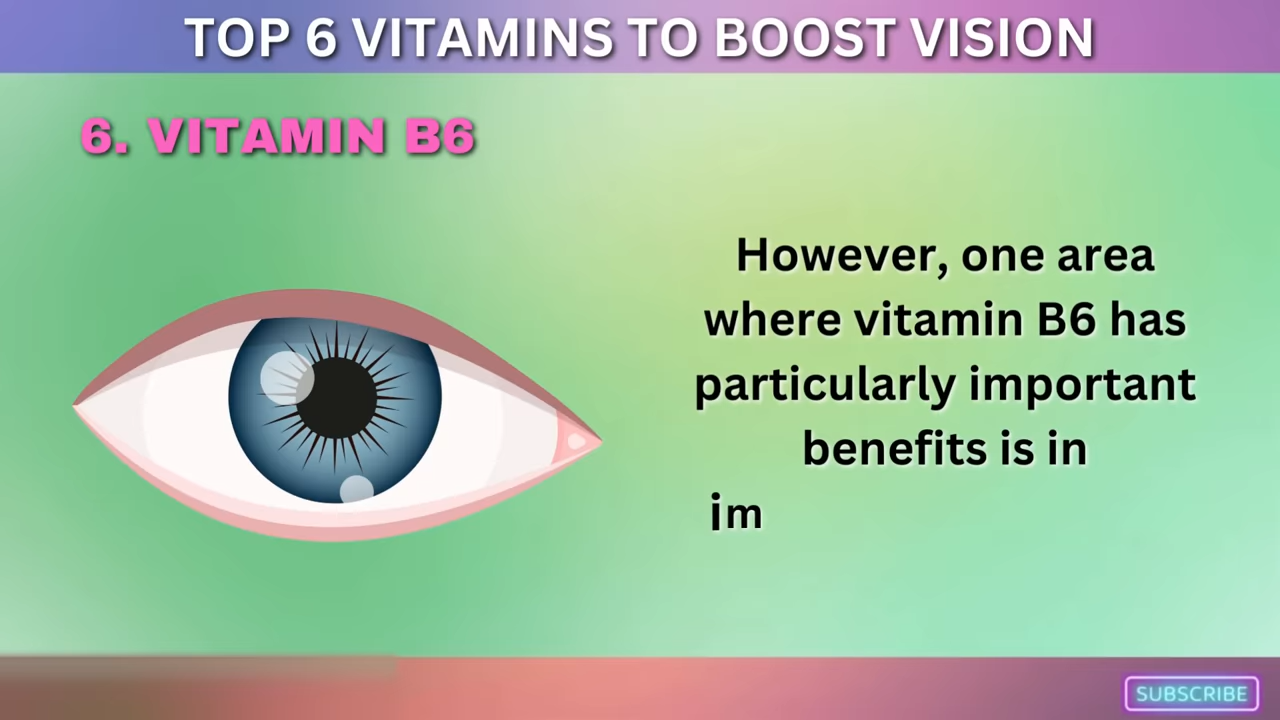 TOP 6 VITAMINS TO BOOST VISION
6. VITAMIN B6
However, one area
where vitamin B6 has
particularly important
benefits is in
im
SUBSCRIBE